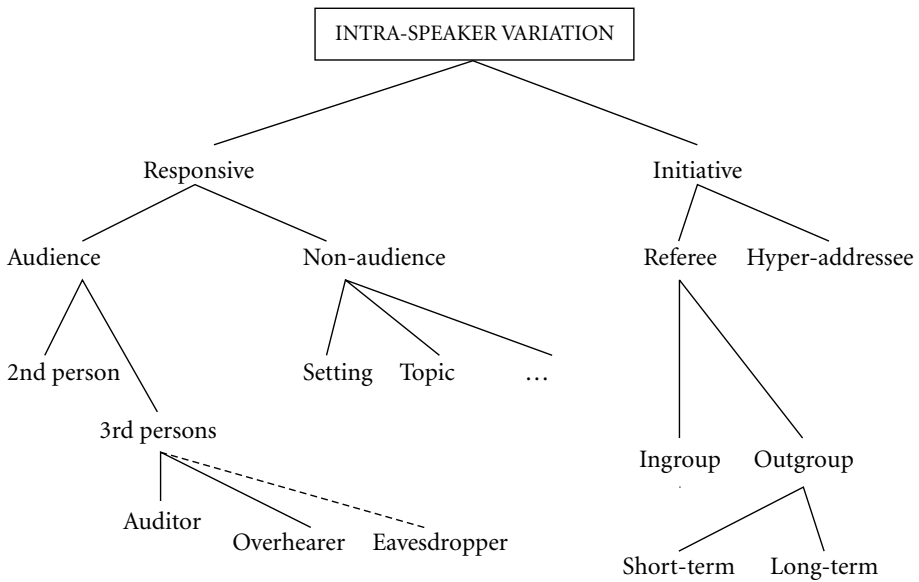 INTRA-SPEAKER VARIATION
Responsive
Initiative
Audience
Non-audience
Referee
Hyper-addressee
2nd person
Setting
Topic
…
3rd persons
Ingroup
Outgroup
Auditor
Overhearer
Eavesdropper
Short-term
Long-term